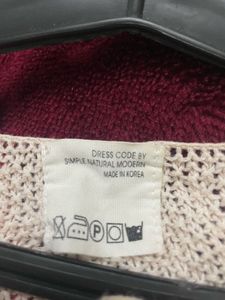 DRESS CODE BY
SIMPLE NATURAL MODERN
MADE IN KOREA
P